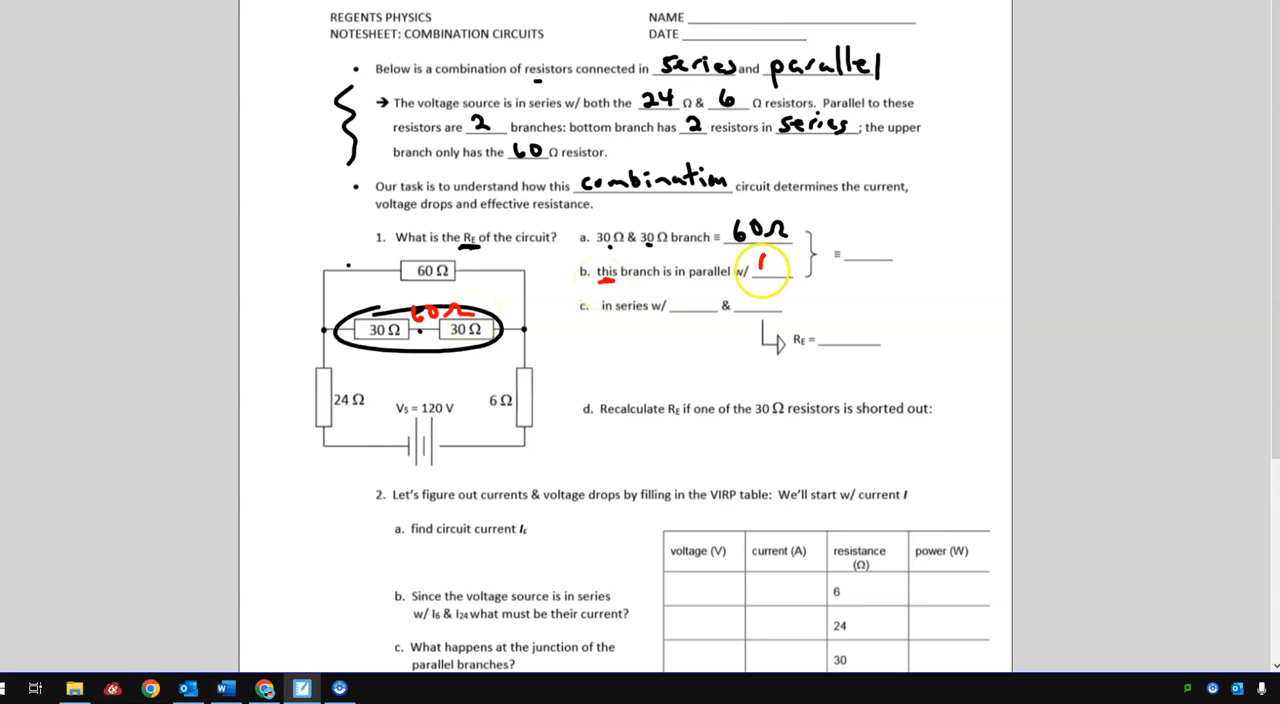 REGENTS PHYSICS NAME ____
NOTESHEET: COMBINATION CIRCUITS DATE ____
• Below is a combination of resistors connected in series and parallel
➔ The voltage source is in series w/ both the 24 Ω & 6 Ω resistors. Parallel to these
resistors are 2 branches: bottom branch has 2 resistors in series ; the upper
branch only has the 60 Ω resistor.
• Our task is to understand how this combination circuit determines the current,
voltage drops and effective resistance.
1. What is the RE of the circuit? a. 30 Ω & 30 Ω branch ≡ 60Ω
≡ ____
60 Ω
b. this branch is in parallel w/ ____
60Ω
c. in series w/ ____ & ____
30 Ω 30 Ω
RE = ____
24 Ω VS = 120 V 6 Ω
d. Recalculate RE if one of the 30 Ω resistors is shorted out:
2. Let's figure out currents & voltage drops by filling in the VIRP table: We'll start w/ current I
a. find circuit current Ic
voltage (V) current (A) resistance (Ω) power (W)
b. Since the voltage source is in series
w/ I6 & I24 what must be their current?
6
24
c. What happens at the junction of the
parallel branches?
30